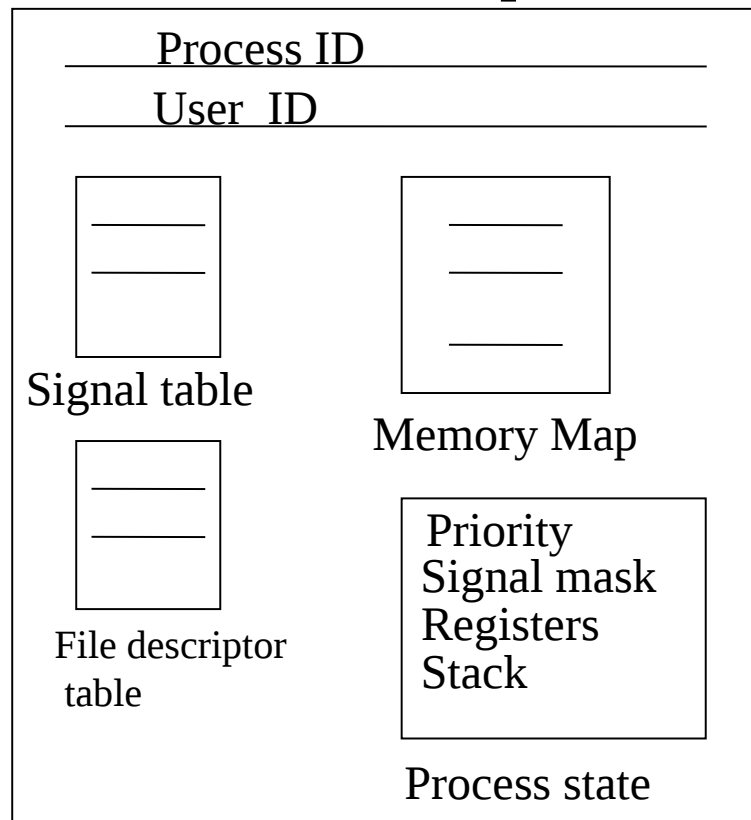 Process ID
User ID
Signal table
Memory Map
File descriptor
table
Priority
Signal mask
Registers
Stack
Process state